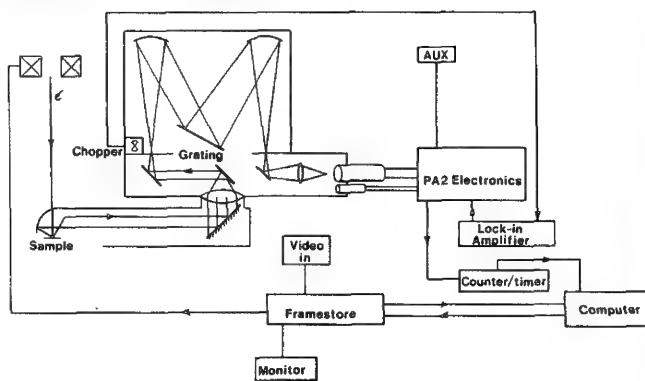 AUX
e
Chopper
Grating
PA2 Electronics
Sample
Lock-in
Amplifier
Video
in
Counter/timer
Framestore
Computer
Monitor